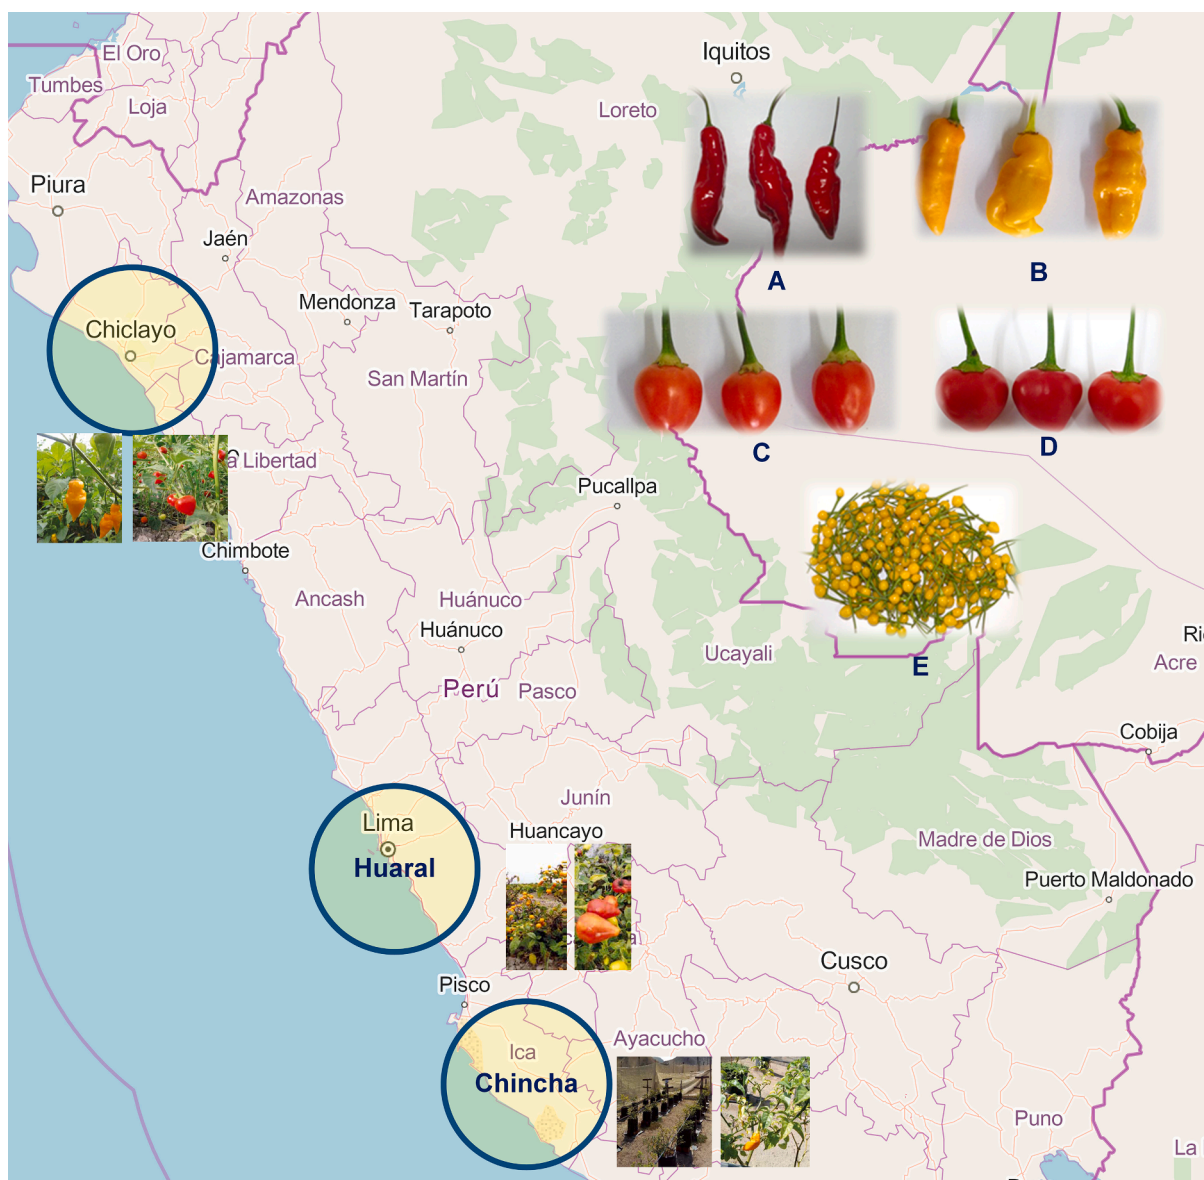 El Oro
Tumbes
Loja
Iquitos
Loreto
Piura
Amazonas
Jaén
A
B
Mendonza
Tarapoto
Chiclayo
Cajamarca
San Martín
C
D
a Libertad
Pucallpa
Chimbote
Ancash
Huánuco
Huánuco
Ucayali
E
Acre
Perú
Pasco
Cobija
Junín
Lima
Huancayo
Huaral
Madre de Dios
Puerto Maldonado
Cusco
Pisco
Ayacucho
Ica
Chincha
Puno
La